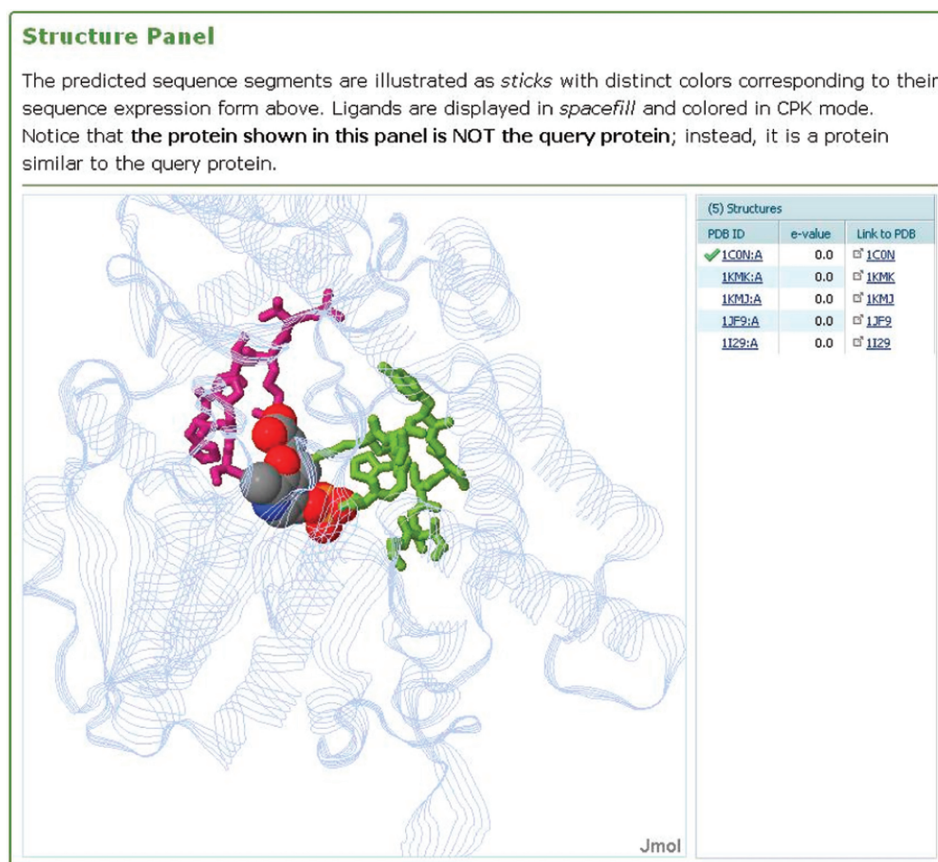 Structure Panel
The predicted sequence segments are illustrated as sticks with distinct colors corresponding to their
sequence expression form above. Ligands are displayed in spacefill and colored in CPK mode.
Notice that the protein shown in this panel is NOT the query protein; instead, it is a protein
similar to the query protein.
(5) Structures
PDB ID e-value Link to PDB
1C0N:A 0.0 1C0N
1KMK:A 0.0 1KMK
1KMJ:A 0.0 1KMJ
1JF9:A 0.0 1JF9
1I29:A 0.0 1I29
Jmol